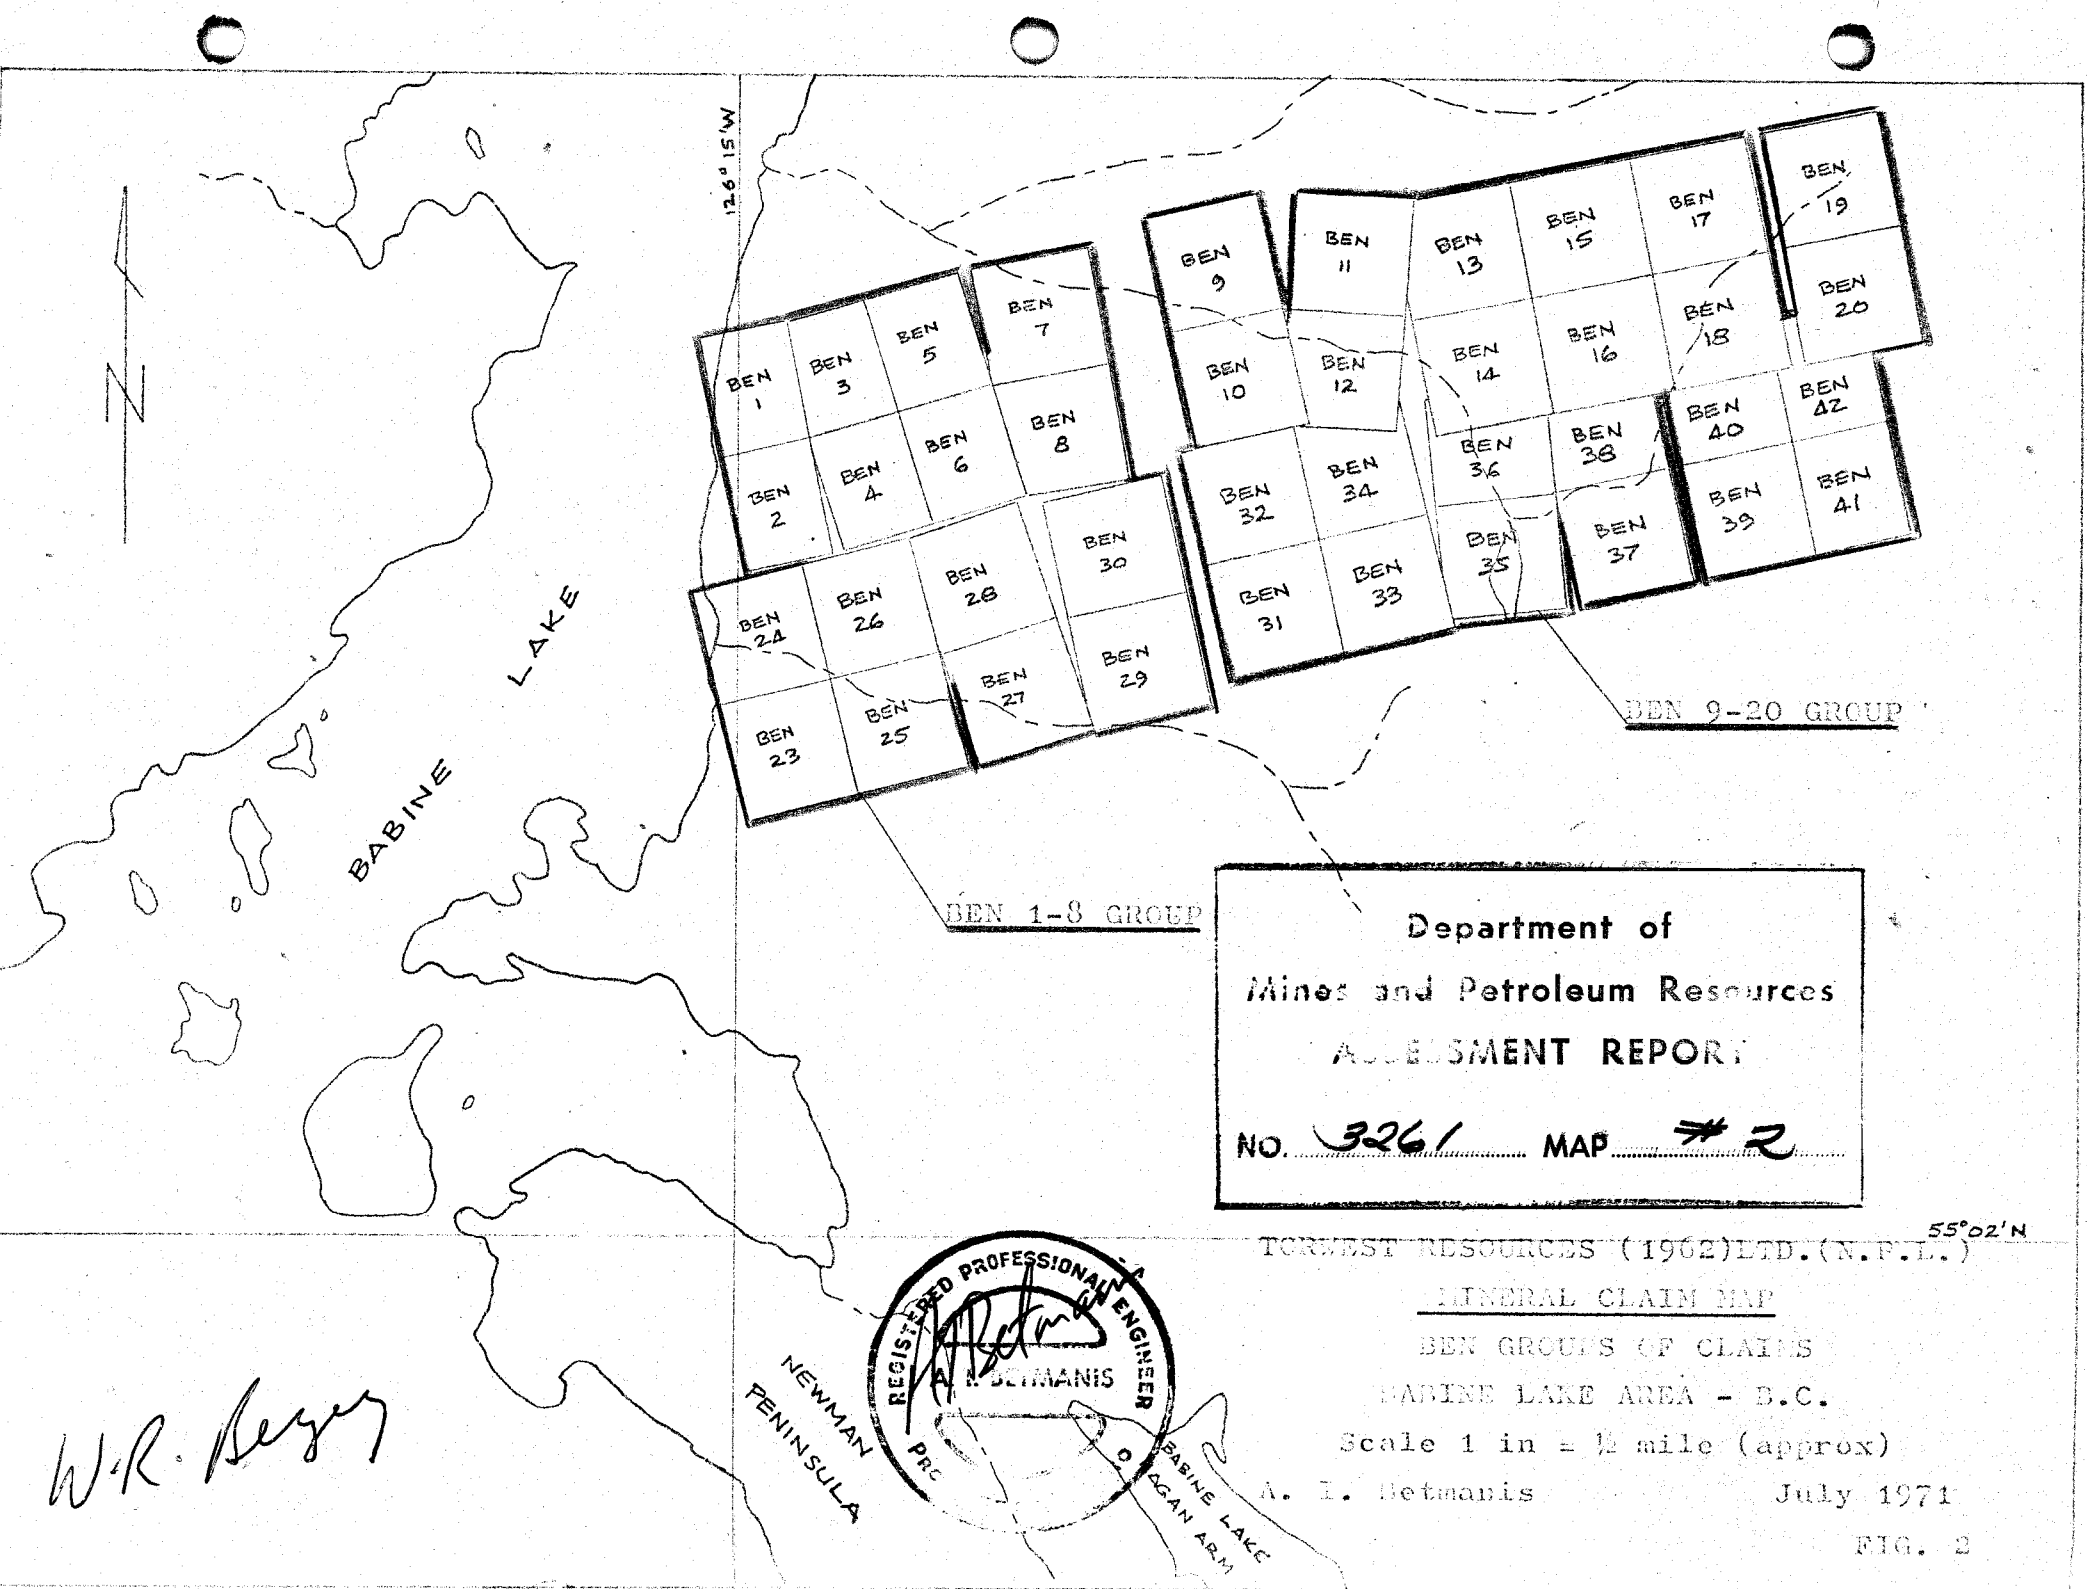 126° 15'W
N
BABINE LAKE
BEN 1
BEN 2
BEN 3
BEN 4
BEN 5
BEN 6
BEN 7
BEN 8
BEN 9
BEN 10
BEN 11
BEN 12
BEN 13
BEN 14
BEN 15
BEN 16
BEN 17
BEN 18
BEN 19
BEN 20
BEN 24
BEN 26
BEN 28
BEN 30
BEN 23
BEN 25
BEN 27
BEN 29
BEN 32
BEN 34
BEN 36
BEN 38
BEN 40
BEN 42
BEN 31
BEN 33
BEN 35
BEN 37
BEN 39
BEN 41
BEN 9-20 GROUP
BEN 1-8 GROUP
Department of
Mines and Petroleum Resources
ASSESSMENT REPORT
NO. 3261 MAP # 2
55°02'N
TORWEST RESOURCES (1962)LTD.(N.P.L.)
MINERAL CLAIM MAP
BEN GROUPS OF CLAIMS
BABINE LAKE AREA - B.C.
Scale 1 in = ½ mile (approx)
A. I. Betmanis July 1971
FIG. 2
REGISTERED PROFESSIONAL ENGINEER
A. I. BETMANIS
NEWMAN
PENINSULA
BABINE LAKE
HAGAN ARM
W.R.